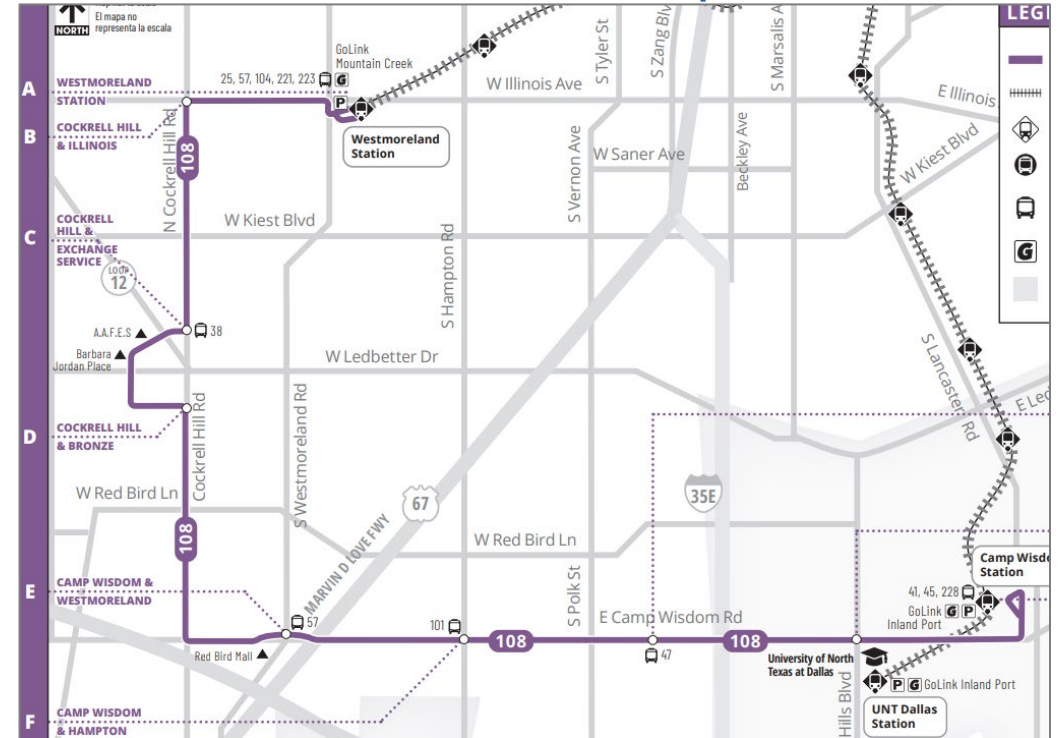 El mapa no
representa la escala
NORTH
LEG
A
WESTMORELAND
STATION
B
COCKRELL HILL
& ILLINOIS
C
COCKRELL
HILL &
EXCHANGE
SERVICE
D
COCKRELL HILL
& BRONZE
E
CAMP WISDOM &
WESTMORELAND
F
CAMP WISDOM
& HAMPTON
GoLink
Mountain Creek
25, 57, 104, 221, 223
G
P
Westmoreland
Station
W Illinois Ave
E Illinois
S Tyler St
S Zang Blv
S Marsalis A
W Saner Ave
S Vernon Ave
Beckley Ave
W Kiest Blvd
N Cockrell Hill Rd
108
W Kiest Blvd
S Hampton Rd
LOOP
12
38
A.A.F.E.S
Barbara
Jordan Place
W Ledbetter Dr
S Lancaster Rd
E Led
Cockrell Hill Rd
S Westmoreland Rd
W Red Bird Ln
67
35E
MARVIN D LOVE FWY
W Red Bird Ln
108
S Polk St
Camp Wisdo
Station
41, 45, 228
GoLink G P
Inland Port
57
101
E Camp Wisdom Rd
108
108
47
Red Bird Mall
University of North
Texas at Dallas
P G GoLink Inland Port
Hills Blvd
UNT Dallas
Station
G